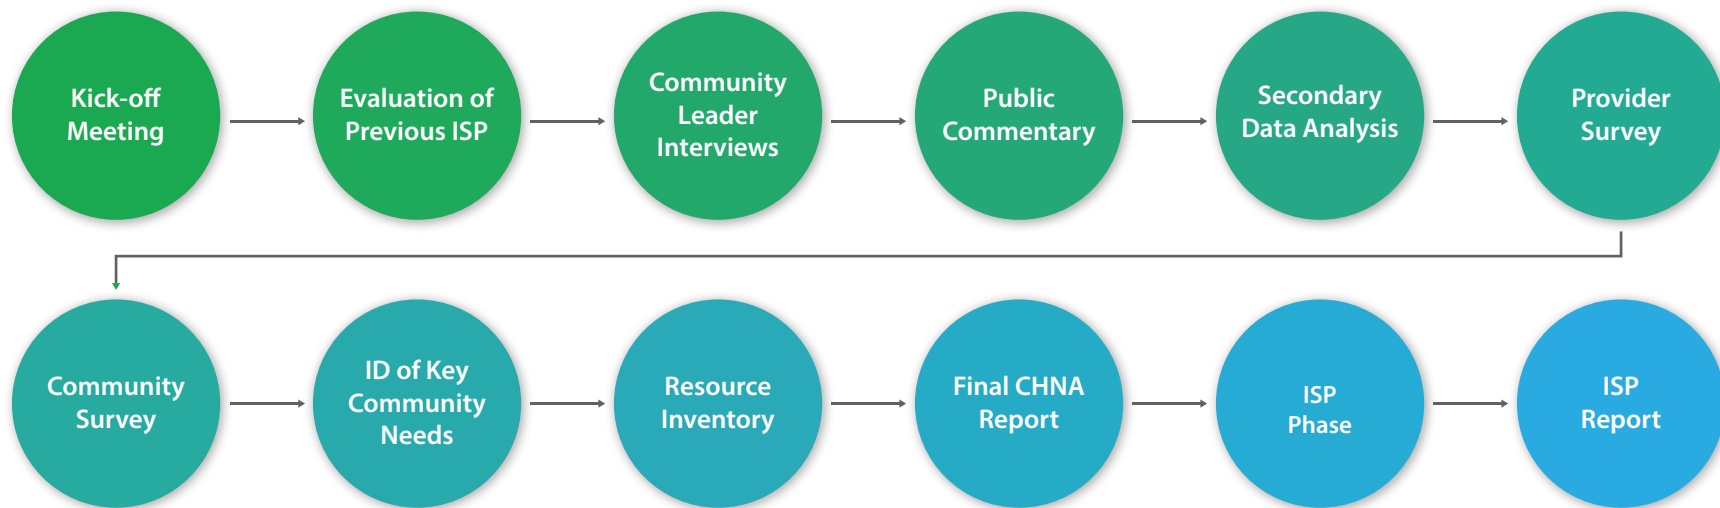 Kick-off
Meeting
Evaluation of
Previous ISP
Community
Leader
Interviews
Public
Commentary
Secondary
Data Analysis
Provider
Survey
Community
Survey
ID of Key
Community
Needs
Resource
Inventory
Final CHNA
Report
ISP
Phase
ISP
Report